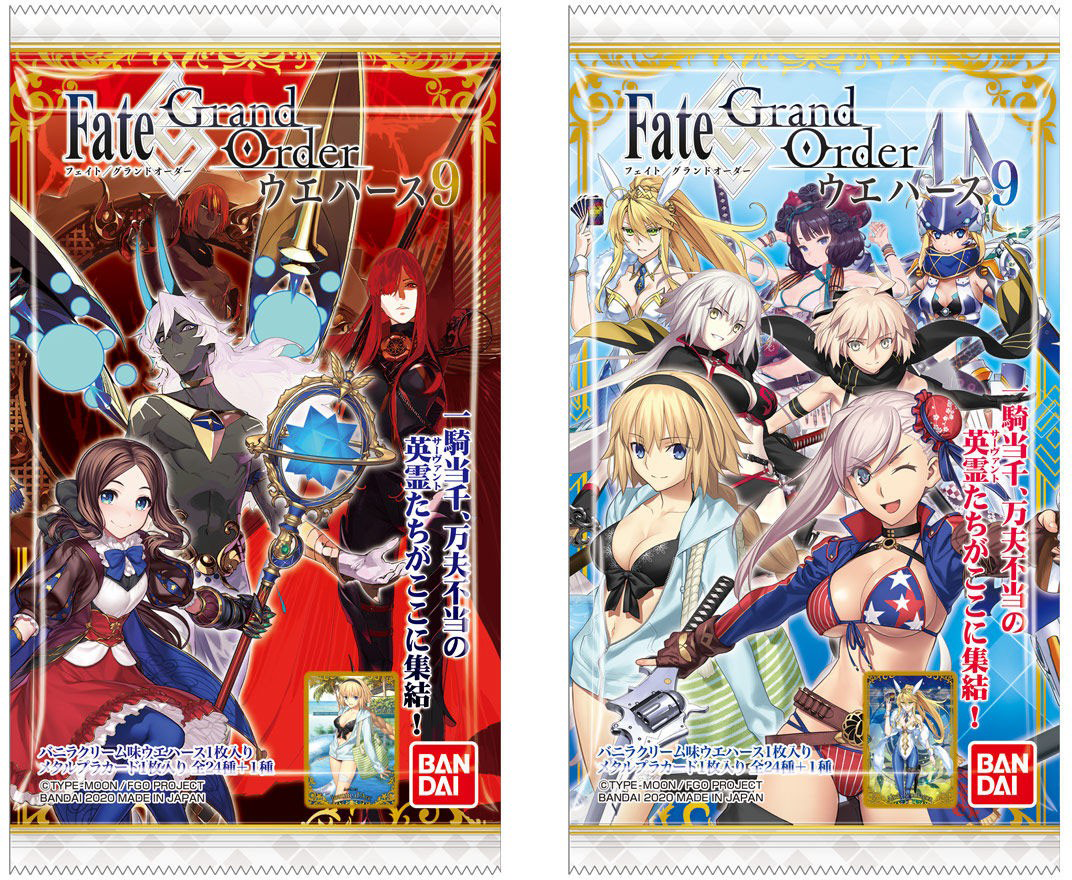 Fate
Grand
Order
フェイト/グランドオーダー
ウエハース9
一騎当千、万夫不当の
英霊たちがここに集結!
サーヴァント
バニラクリーム味ウエハース1枚入り
メタルプラカード1枚入り 全24種+1種
©TYPE-MOON / FGO PROJECT
BANDAI 2020 MADE IN JAPAN
BAN
DAI
Fate
Grand
Order
フェイト/グランドオーダー
ウエハース9
一騎当千、万夫不当の
英霊たちがここに集結!
サーヴァント
バニラクリーム味ウエハース1枚入り
メタルプラカード1枚入り 全24種+1種
©TYPE-MOON / FGO PROJECT
BANDAI 2020 MADE IN JAPAN
BAN
DAI